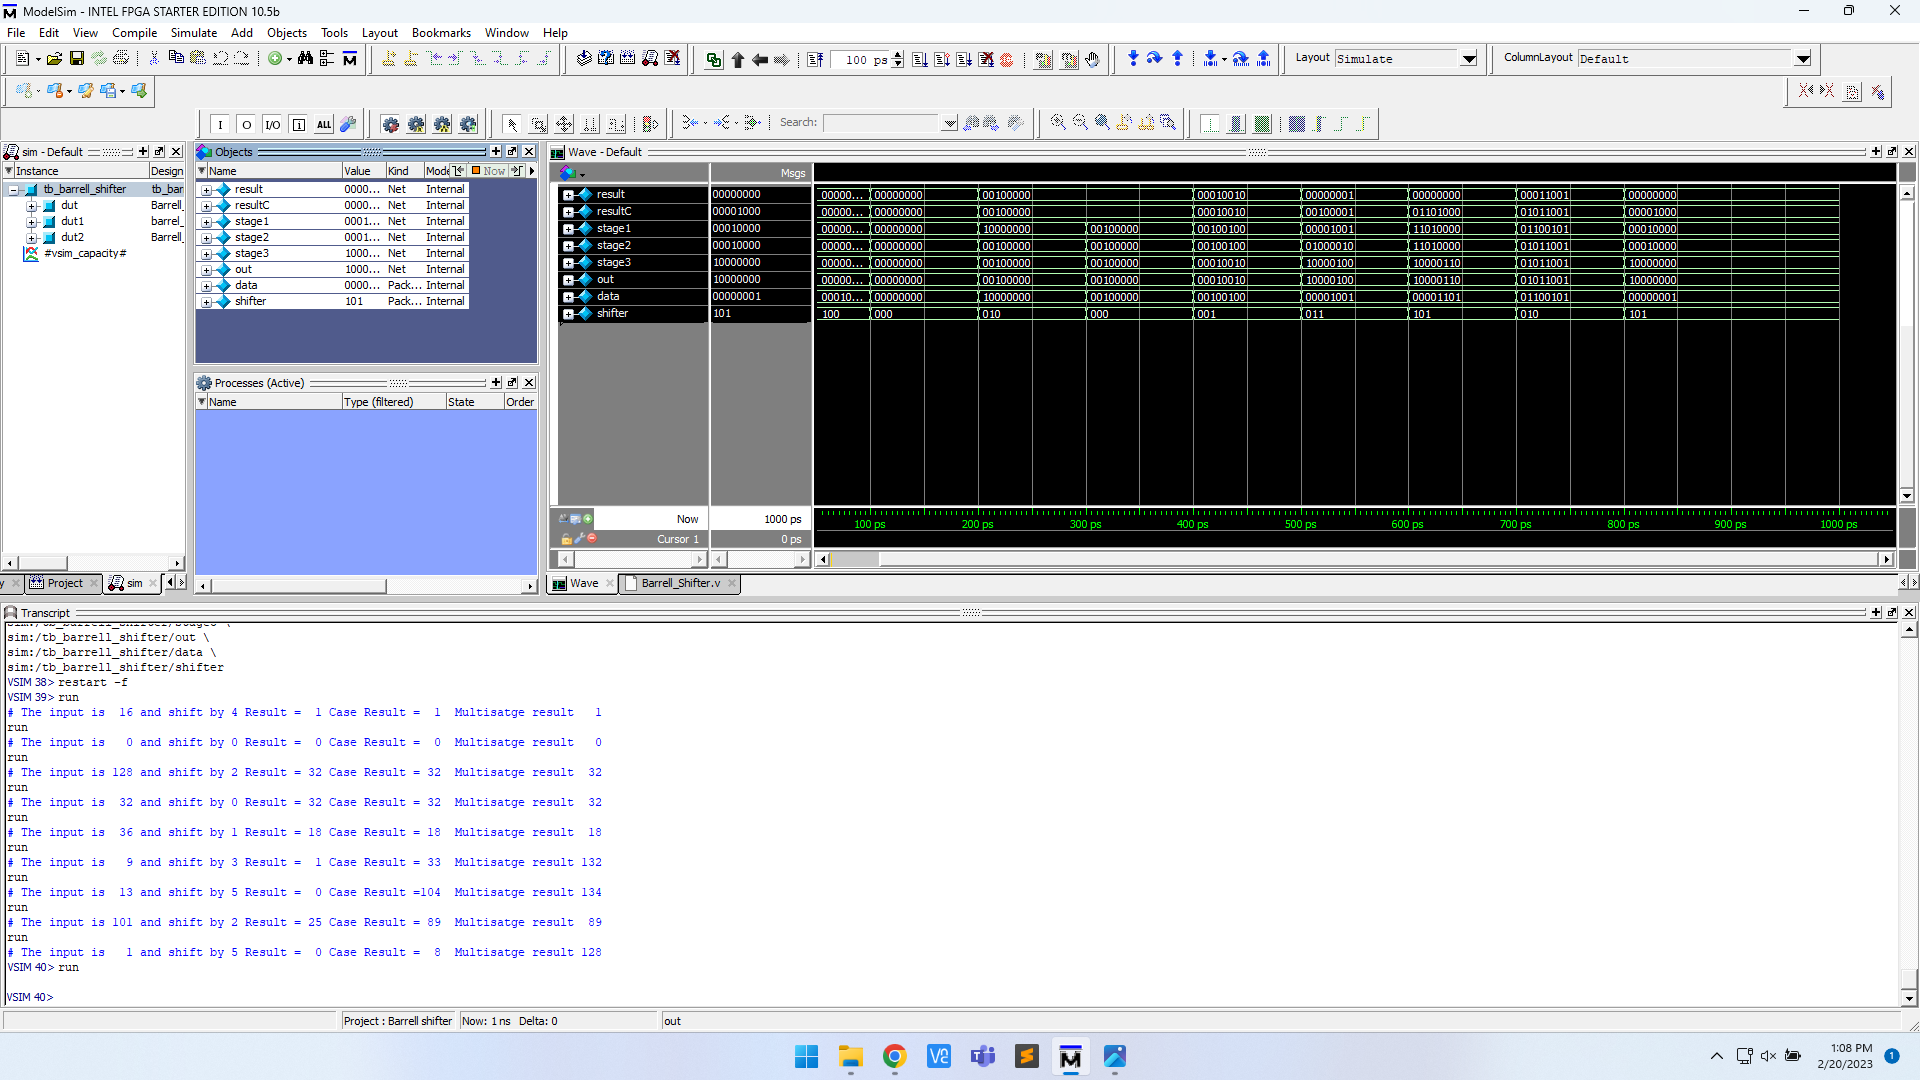 ModelSim - INTEL FPGA STARTER EDITION 10.5b
File Edit View Compile Simulate Add Objects Tools Layout Bookmarks Window Help
100 ps
Layout Simulate
ColumnLayout Default
I O I/O ALL
Search:
sim - Default
Instance Design
tb_barrell_shifter tb_bar
dut Barrell_
dut1 barrel_
dut2 Barrell_
#vsim_capacity#
Objects
Name Value Kind Mode Now
result 0000... Net Internal
resultC 0000... Net Internal
stage1 0001... Net Internal
stage2 0001... Net Internal
stage3 1000... Net Internal
out 1000... Net Internal
data 0000... Pack... Internal
shifter 101 Pack... Internal
Processes (Active)
Name Type (filtered) State Order
Wave - Default
Msgs
result 00000000 00000... 00000000 00100000 00010010 00000001 00000000 00011001 00000000
resultC 00001000 00000... 00000000 00100000 00010010 00100001 01101000 01011001 00001000
stage1 00010000 00000... 00000000 10000000 00100000 00100100 00001001 11010000 01100101 00010000
stage2 00010000 00000... 00000000 00100000 00100000 00100100 01000010 11010000 01011001 00010000
stage3 10000000 00000... 00000000 00100000 00100000 00010010 10000100 10000110 01011001 10000000
out 10000000 00000... 00000000 00100000 00100000 00010010 10000100 10000110 01011001 10000000
data 00000001 00010... 00000000 10000000 00100000 00100100 00001001 00001101 01100101 00000001
shifter 101 100 000 010 000 001 011 101 010 101
Now 1000 ps
100 ps 200 ps 300 ps 400 ps 500 ps 600 ps 700 ps 800 ps 900 ps 1000 ps
Cursor 1 0 ps
y Project sim
Wave Barrell_Shifter.v
Transcript
sim:/tb_barrell_shifter/out \
sim:/tb_barrell_shifter/data \
sim:/tb_barrell_shifter/shifter
VSIM 38> restart -f
VSIM 39> run
# The input is  16 and shift by 4 Result =  1 Case Result =  1  Multisatge result   1
run
# The input is   0 and shift by 0 Result =  0 Case Result =  0  Multisatge result   0
run
# The input is 128 and shift by 2 Result = 32 Case Result = 32  Multisatge result  32
run
# The input is  32 and shift by 0 Result = 32 Case Result = 32  Multisatge result  32
run
# The input is  36 and shift by 1 Result = 18 Case Result = 18  Multisatge result  18
run
# The input is   9 and shift by 3 Result =  1 Case Result = 33  Multisatge result 132
run
# The input is  13 and shift by 5 Result =  0 Case Result =104  Multisatge result 134
run
# The input is 101 and shift by 2 Result = 25 Case Result = 89  Multisatge result  89
run
# The input is   1 and shift by 5 Result =  0 Case Result =  8  Multisatge result 128
VSIM 40> run
VSIM 40>
Project : Barrell shifter Now: 1 ns Delta: 0 out
1:08 PM
2/20/2023
1